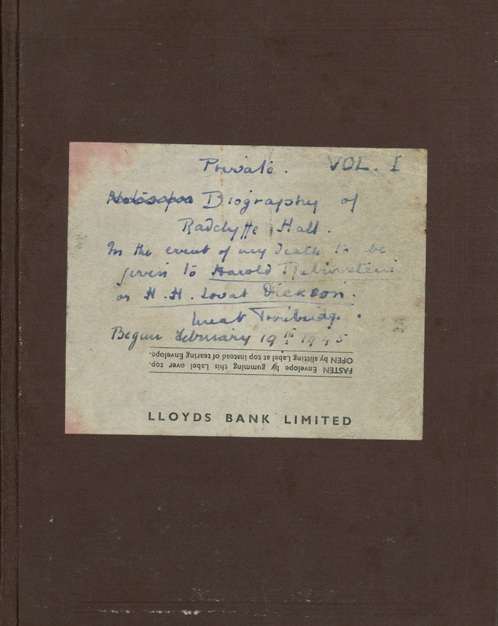 Private. VOL. I
Notes for Biography of
Radclyffe Hall.
In the event of my death to be
given to Harold Rubinstein
or H. H. Lovat Dickson.
Una Troubridge.
Begun February 19th 1945
FASTEN Envelope by gumming this Label over top.
OPEN by slitting Label at top instead of tearing Envelope.
LLOYDS BANK LIMITED